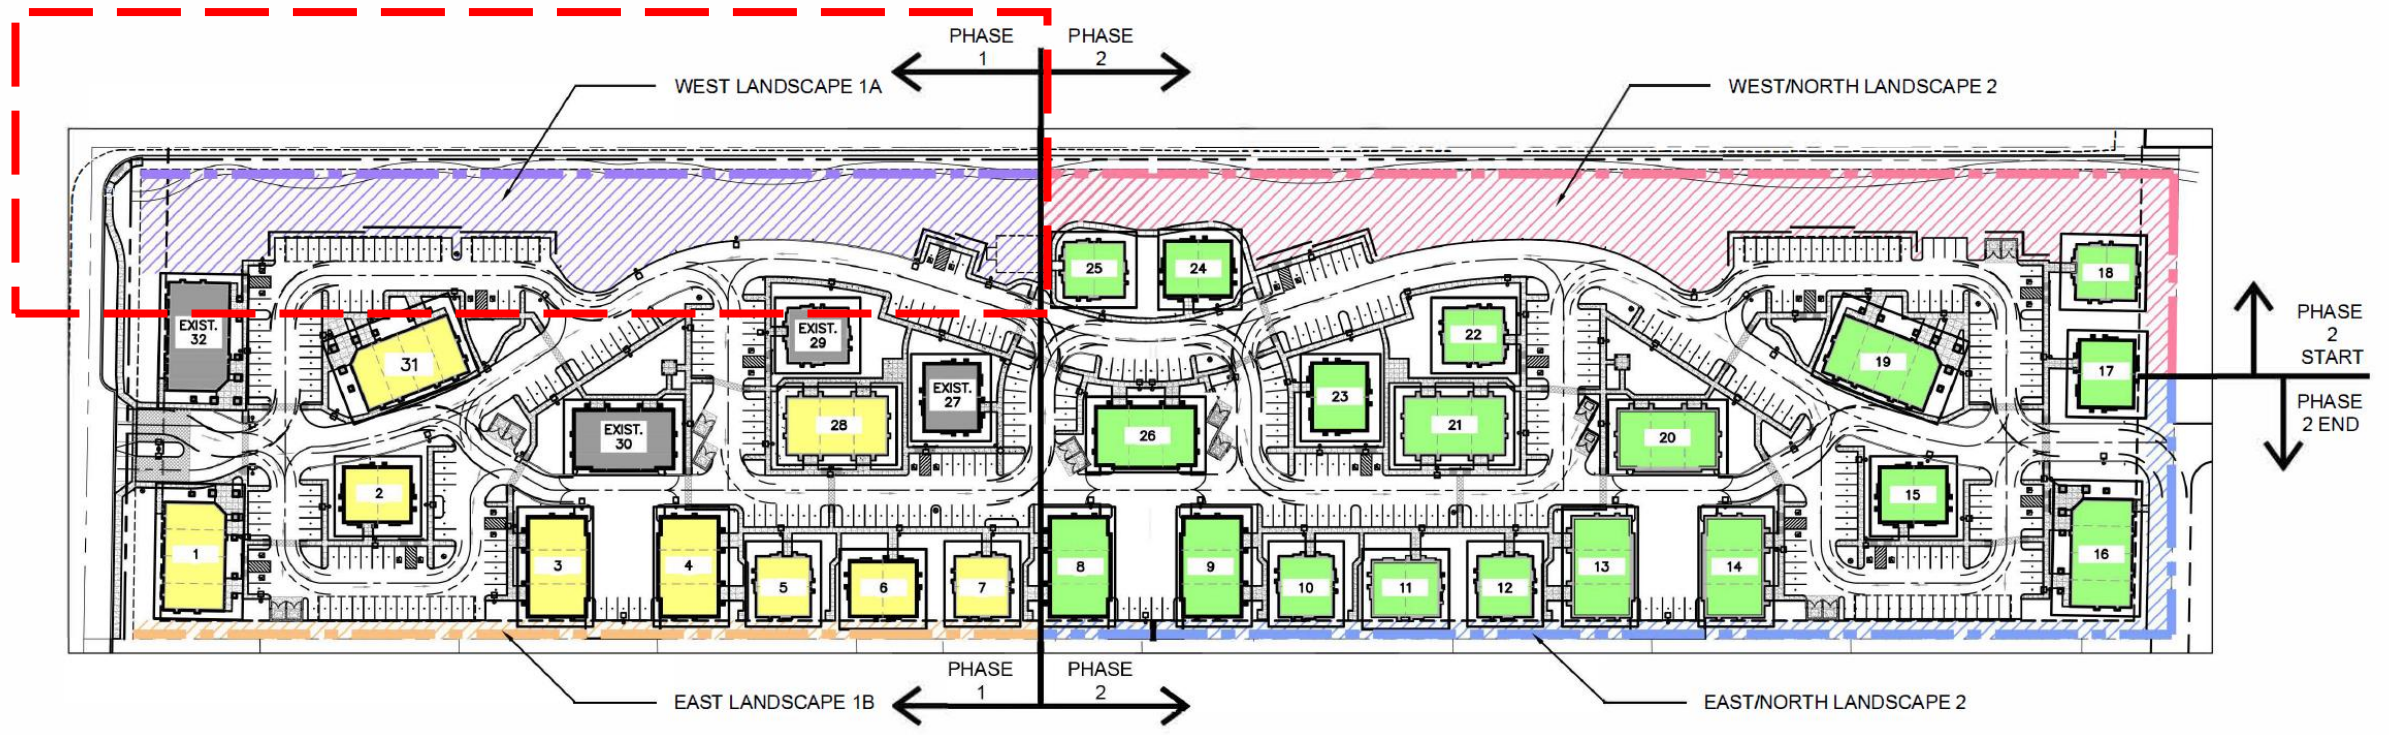 PHASE
1
PHASE
2
WEST LANDSCAPE 1A
WEST/NORTH LANDSCAPE 2
25
24
18
EXIST.
32
EXIST.
29
22
PHASE
2
START
31
19
17
EXIST.
27
23
PHASE
2 END
28
21
EXIST.
30
26
20
2
15
1
16
3
4
8
9
13
14
5
6
7
10
11
12
PHASE
1
PHASE
2
EAST LANDSCAPE 1B
EAST/NORTH LANDSCAPE 2